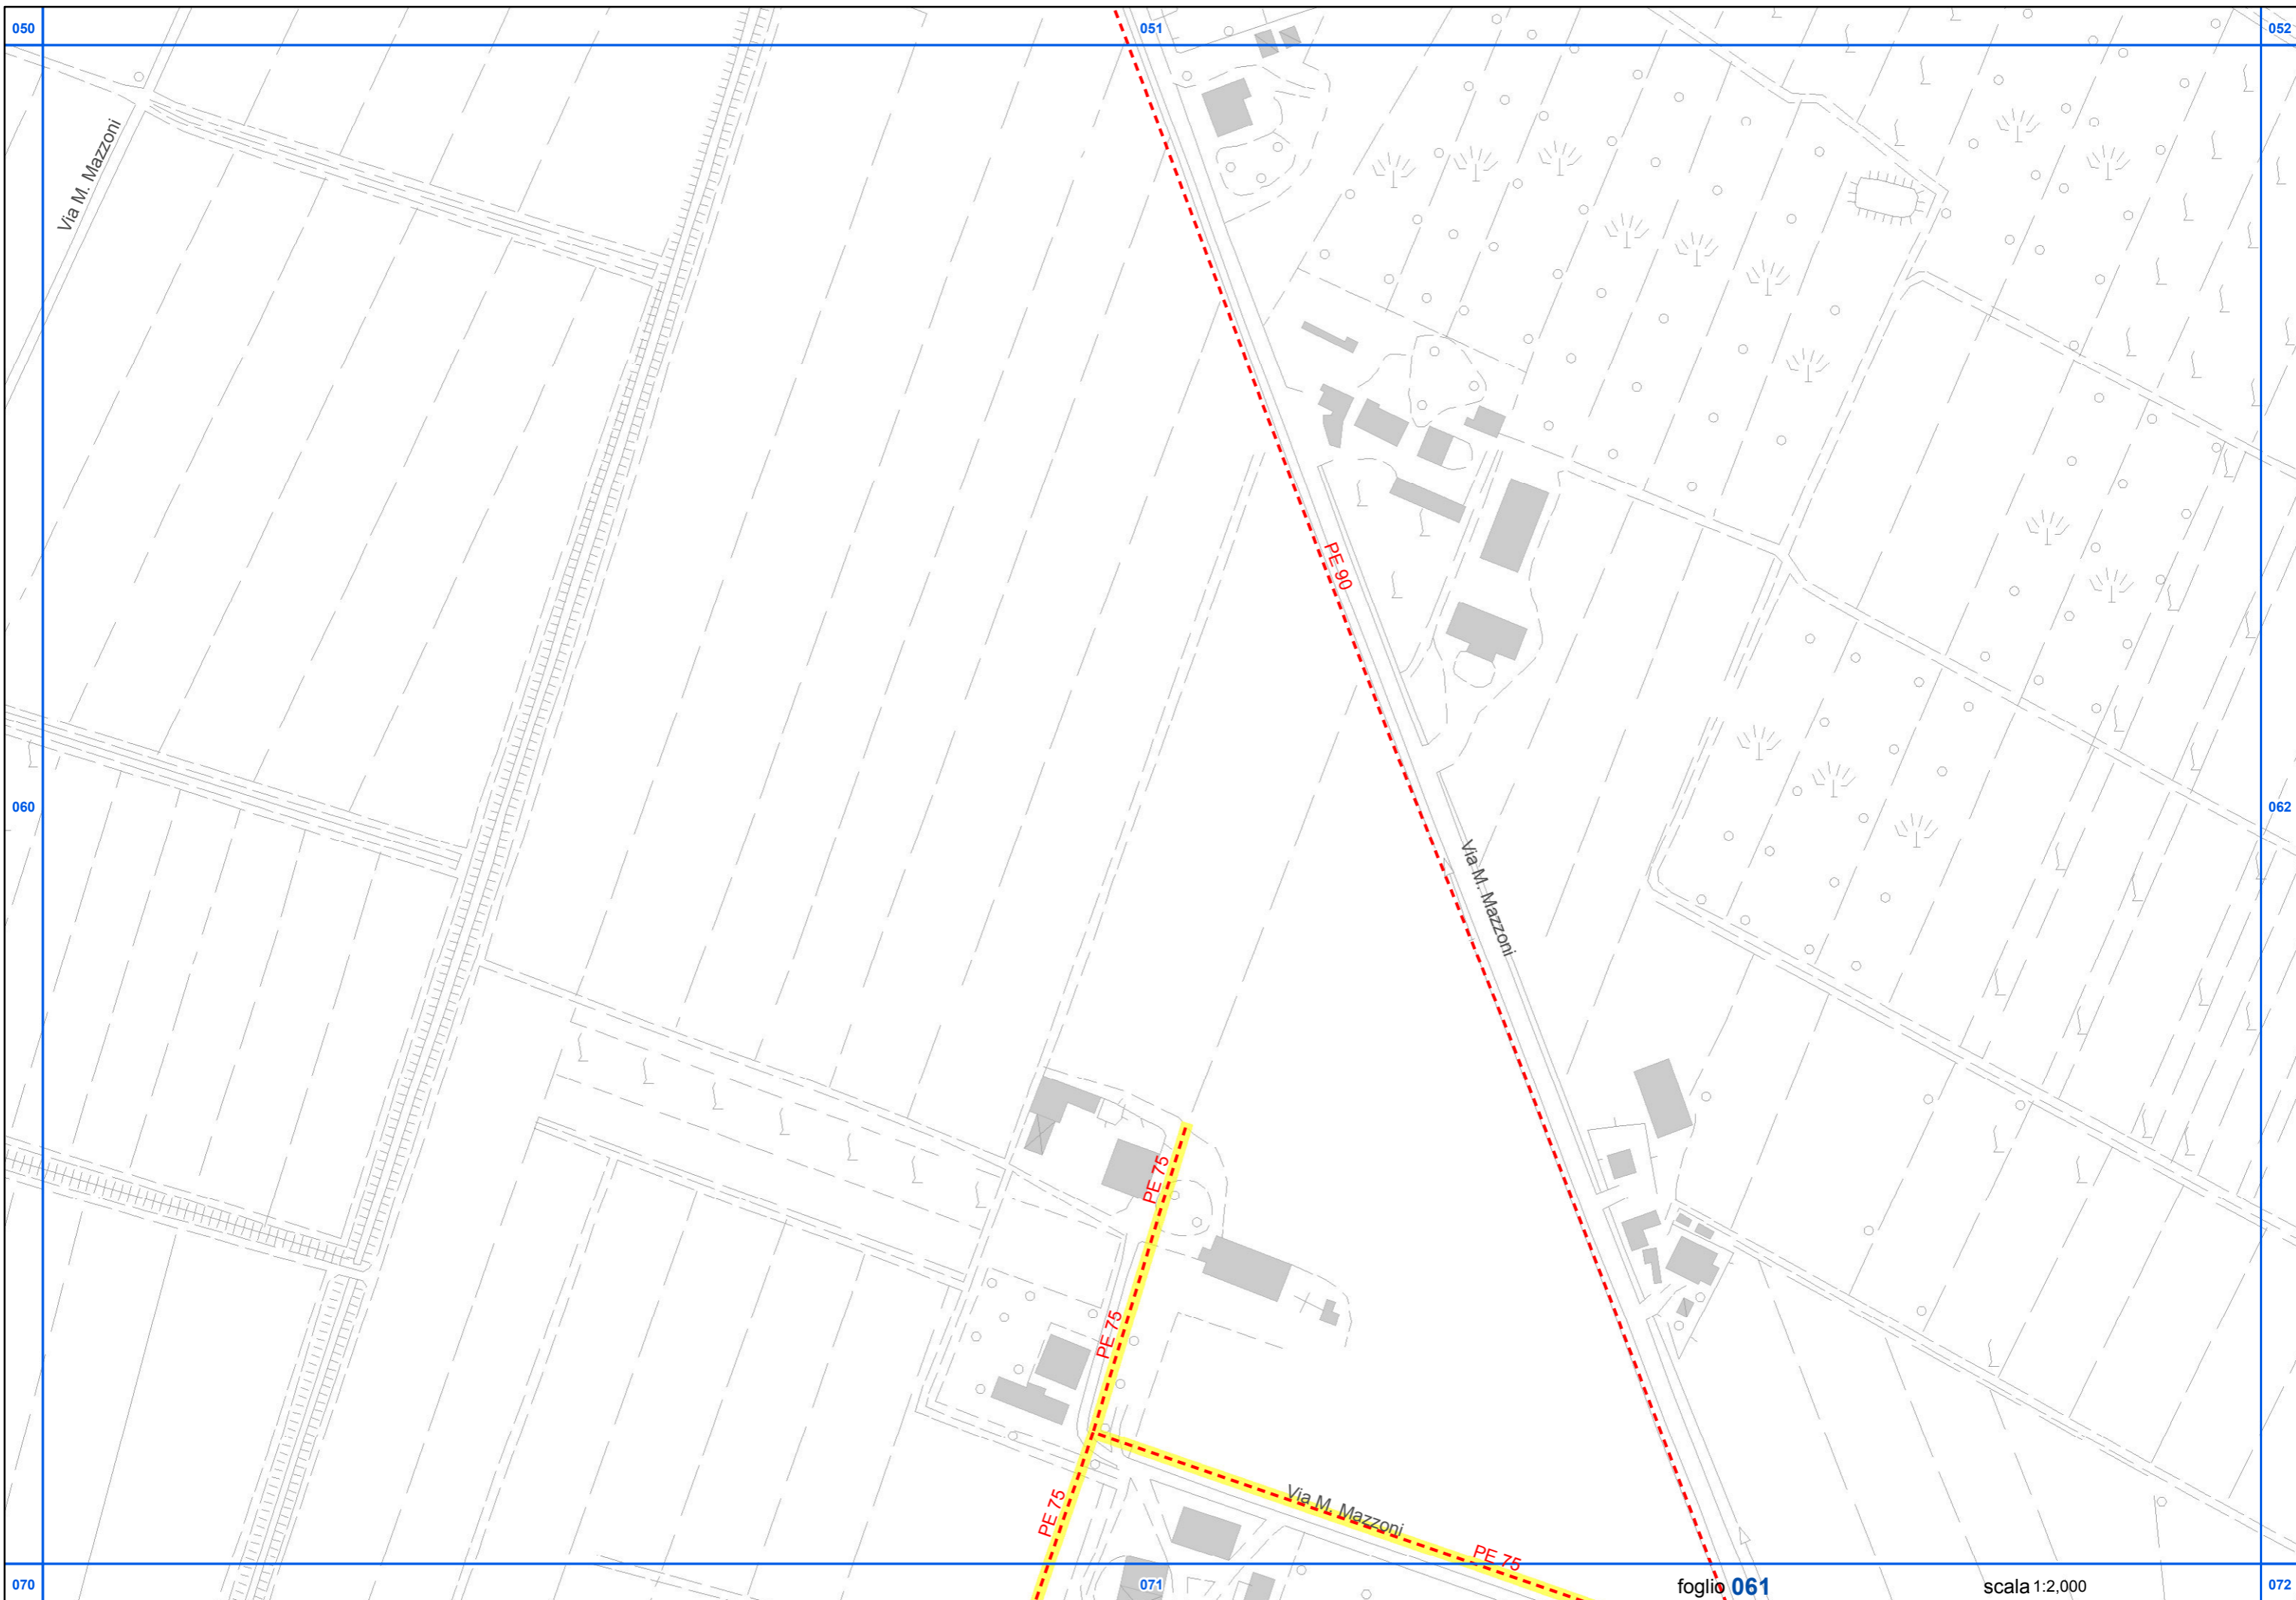 050
051
052
Via M. Mazzoni
PE 90
060
062
Via M. Mazzoni
PE 75
PE 75
PE 75
Via M. Mazzoni
PE 75
070
071
foglio 061
scala 1:2,000
072